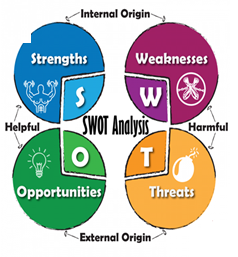 Internal Origin
Strengths
Weaknesses
S
W
Helpful
SWOT Analysis
Harmful
O
T
Opportunities
Threats
External Origin